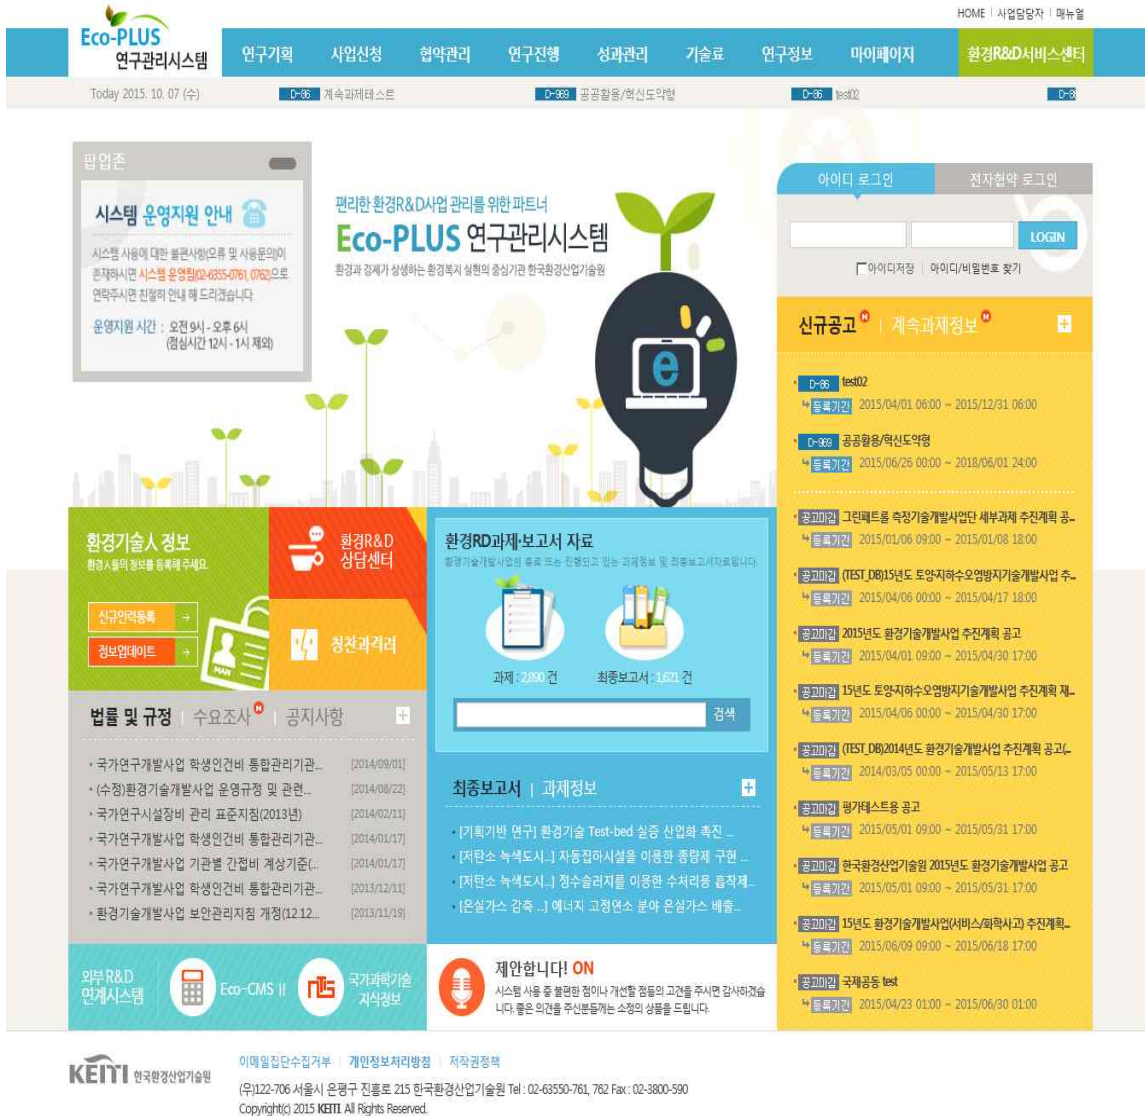 HOME | 사업담당자 | 매뉴얼
Eco-PLUS
연구관리시스템
연구기획 사업신청 협약관리 연구진행 성과관리 기술료 연구정보 마이페이지 환경R&D서비스센터
Today 2015. 10. 07 (수) D-86 계속과제테스트 D-969 공공활용/혁신도약형 D-86 test02
팝업존
시스템 운영지원 안내
시스템 사용에 대한 불편사항(오류 및 사용문의)이
존재하시면 시스템 운영팀(02-6355-0761, 0762)으로
연락주시면 친절히 안내 해 드리겠습니다
운영지원 시간 : 오전 9시 - 오후 6시
(점심시간 12시 - 1시 제외)
편리한 환경R&D사업 관리를 위한 파트너
Eco-PLUS 연구관리시스템
환경과 경제가 상생하는 환경복지 실현의 중심기관 한국환경산업기술원
e
아이디 로그인 전자협약 로그인
LOGIN
아이디저장 | 아이디/비밀번호 찾기
신규공고 N | 계속과제정보 N
D-86 test02
등록기간 2015/04/01 06:00 ~ 2015/12/31 06:00
D-969 공공활용/혁신도약형
등록기간 2015/06/26 00:00 ~ 2018/06/01 24:00
공고마감 그린패트롤 측정기술개발사업단 세부과제 추진계획 공...
등록기간 2015/01/06 09:00 ~ 2015/01/08 18:00
공고마감 (TEST_DB)15년도 토양지하수오염방지기술개발사업 추...
등록기간 2015/04/06 00:00 ~ 2015/04/17 18:00
공고마감 2015년도 환경기술개발사업 추진계획 공고
등록기간 2015/04/01 09:00 ~ 2015/04/30 17:00
공고마감 15년도 토양지하수오염방지기술개발사업 추진계획 재...
등록기간 2015/04/06 00:00 ~ 2015/04/30 17:00
공고마감 (TEST_DB)2014년도 환경기술개발사업 추진계획 공고(...
등록기간 2014/03/05 00:00 ~ 2015/05/13 17:00
공고마감 평가테스트용 공고
등록기간 2015/05/01 09:00 ~ 2015/05/31 17:00
공고마감 한국환경산업기술원 2015년도 환경기술개발사업 공고
등록기간 2015/05/01 09:00 ~ 2015/05/31 17:00
공고마감 15년도 환경기술개발사업(서비스/화학사고) 추진계획...
등록기간 2015/06/09 09:00 ~ 2015/06/18 17:00
공고마감 국제공동 test
등록기간 2015/04/23 01:00 ~ 2015/06/30 01:00
환경기술인 정보
환경人들의 정보를 등록해 주세요.
신규인력등록 →
정보업데이트 →
MAN
환경R&D
상담센터
칭찬과격려
환경RD과제·보고서 자료
환경기술개발사업의 종료 또는 진행되고 있는 과제정보 및 최종보고서자료입니다
과제 : 2,890 건 최종보고서 : 1,621 건
검색
법률 및 규정 | 수요조사 N | 공지사항
국가연구개발사업 학생인건비 통합관리기관... [2014/09/01]
(수정)환경기술개발사업 운영규정 및 관련... [2014/08/22]
국가연구시설장비 관리 표준지침(2013년) [2014/02/11]
국가연구개발사업 학생인건비 통합관리기관... [2014/01/17]
국가연구개발사업 기관별 간접비 계상기준(... [2014/01/17]
국가연구개발사업 학생인건비 통합관리기관... [2013/12/11]
환경기술개발사업 보안관리지침 개정(12.12... [2013/11/19]
최종보고서 | 과제정보
[기획기반 연구] 환경기술 Test-bed 실증 산업화 촉진 ...
[저탄소 녹색도시...] 자동집하시설을 이용한 종량제 구현 ...
[저탄소 녹색도시...] 정수슬러지를 이용한 수처리용 흡착제...
[온실가스 감축 ...] 에너지 고정연소 분야 온실가스 배출...
외부 R&D
연계시스템
Eco-CMS II
국가과학기술
지식정보
제안합니다! ON
시스템 사용 중 불편한 점이나 개선할 점등의 고견을 주시면 감사하겠습
니다. 좋은 의견을 주신분들께는 소정의 상품을 드립니다.
KEITI 한국환경산업기술원
이메일집단수집거부 | 개인정보처리방침 | 저작권정책
(우)122-706 서울시 은평구 진흥로 215 한국환경산업기술원 Tel : 02-63550-761, 762 Fax : 02-3800-590
Copyright(c) 2015 KEITI All Rights Reserved.